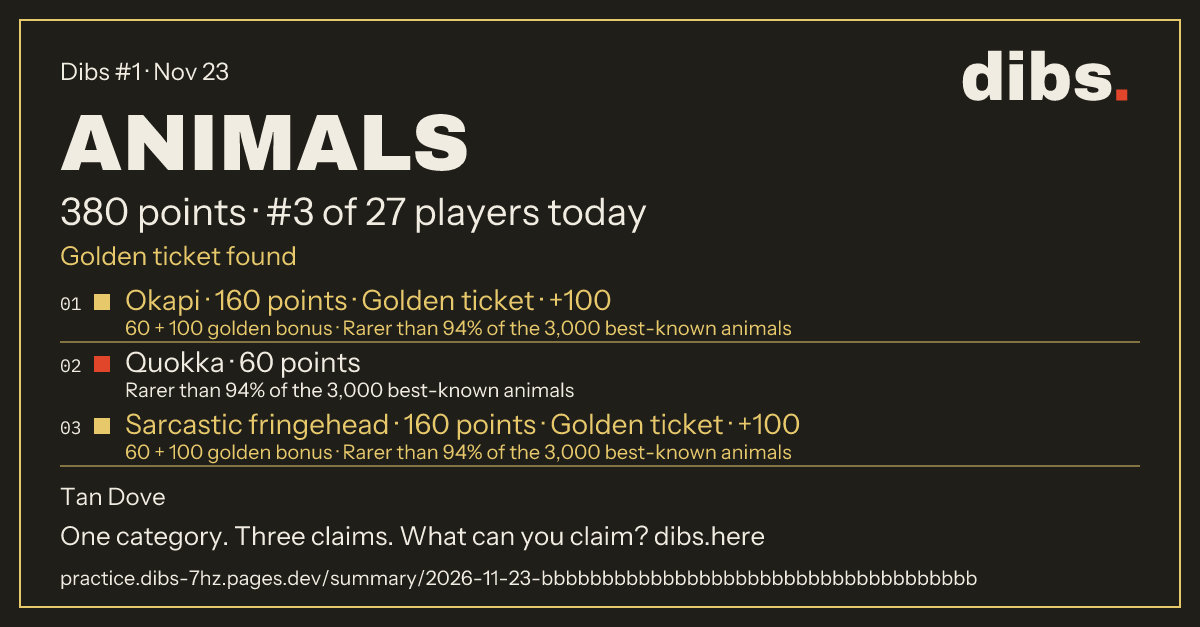 Dibs #1 · Nov 23
dibs.
ANIMALS
380 points · #3 of 27 players today
Golden ticket found
01 Okapi · 160 points · Golden ticket · +100
60 + 100 golden bonus · Rarer than 94% of the 3,000 best-known animals
02 Quokka · 60 points
Rarer than 94% of the 3,000 best-known animals
03 Sarcastic fringehead · 160 points · Golden ticket · +100
60 + 100 golden bonus · Rarer than 94% of the 3,000 best-known animals
Tan Dove
One category. Three claims. What can you claim? dibs.here
practice.dibs-7hz.pages.dev/summary/2026-11-23-bbbbbbbbbbbbbbbbbbbbbbbbbbbbbbbbbbbb